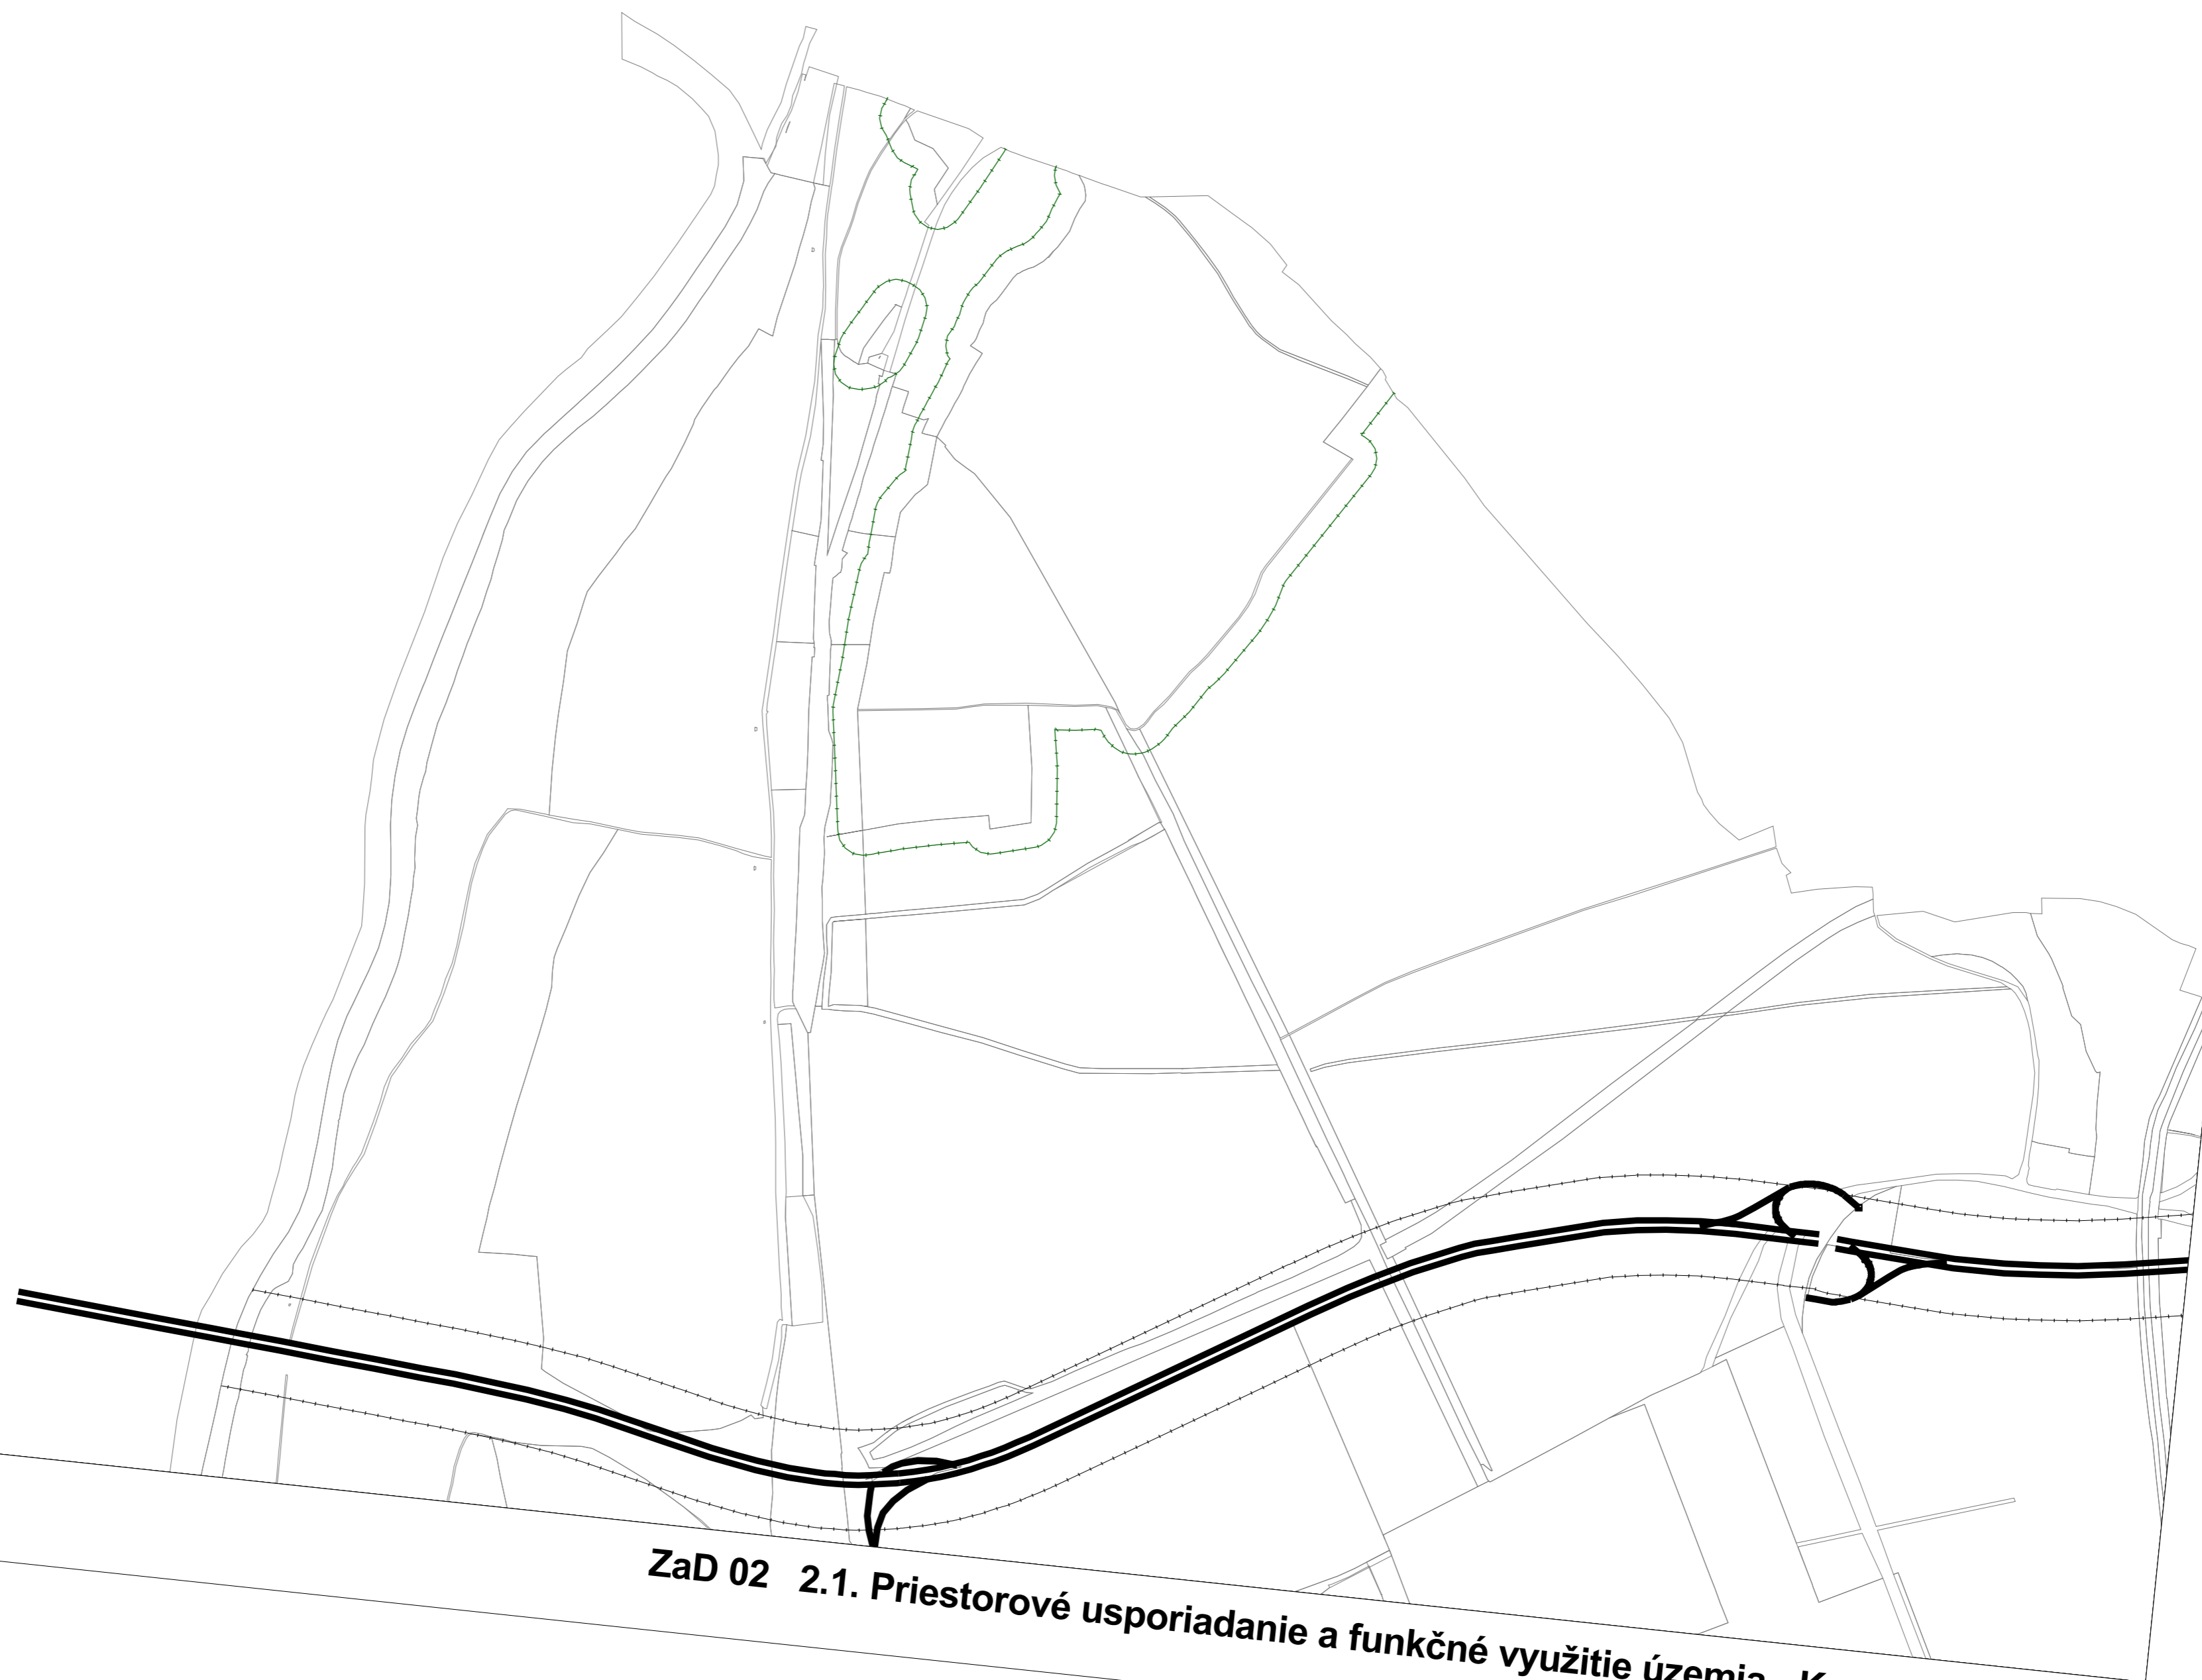 ZaD 02 2.1. Priestorové usporiadanie a funkčné využitie územia - K